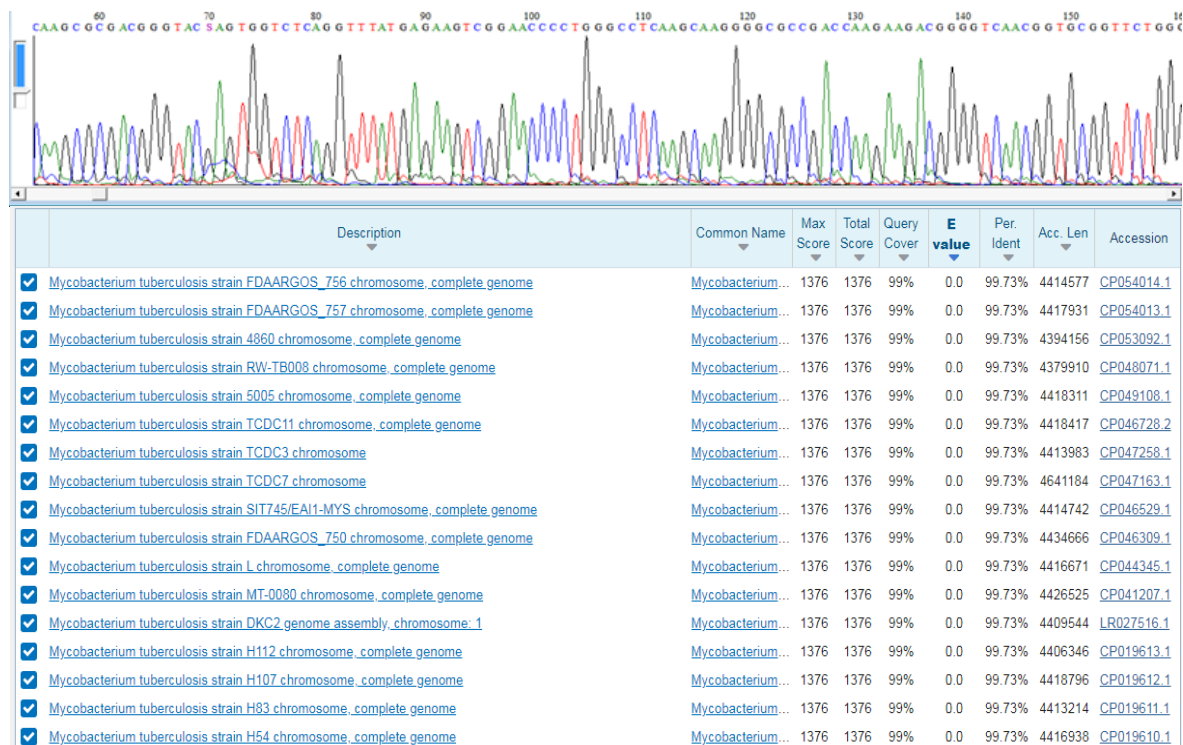 60 70 80 90 100 110 120 130 140 150 16
CAAGCGCGACGGGTACSAGTGGTCTCAGGTTTATGAGAAGTCGGAACCCCTGGGCCTCAAGCAAGGGGCGCCGACCAAGAAGACGGGGTCAACGGTGCGGTTCTGGC
Description Common Name Max Score Total Score Query Cover E value Per. Ident Acc. Len Accession
Mycobacterium tuberculosis strain FDAARGOS_756 chromosome, complete genome Mycobacterium... 1376 1376 99% 0.0 99.73% 4414577 CP054014.1
Mycobacterium tuberculosis strain FDAARGOS_757 chromosome, complete genome Mycobacterium... 1376 1376 99% 0.0 99.73% 4417931 CP054013.1
Mycobacterium tuberculosis strain 4860 chromosome, complete genome Mycobacterium... 1376 1376 99% 0.0 99.73% 4394156 CP053092.1
Mycobacterium tuberculosis strain RW-TB008 chromosome, complete genome Mycobacterium... 1376 1376 99% 0.0 99.73% 4379910 CP048071.1
Mycobacterium tuberculosis strain 5005 chromosome, complete genome Mycobacterium... 1376 1376 99% 0.0 99.73% 4418311 CP049108.1
Mycobacterium tuberculosis strain TCDC11 chromosome, complete genome Mycobacterium... 1376 1376 99% 0.0 99.73% 4418417 CP046728.2
Mycobacterium tuberculosis strain TCDC3 chromosome Mycobacterium... 1376 1376 99% 0.0 99.73% 4413983 CP047258.1
Mycobacterium tuberculosis strain TCDC7 chromosome Mycobacterium... 1376 1376 99% 0.0 99.73% 4641184 CP047163.1
Mycobacterium tuberculosis strain SIT745/EAI1-MYS chromosome, complete genome Mycobacterium... 1376 1376 99% 0.0 99.73% 4414742 CP046529.1
Mycobacterium tuberculosis strain FDAARGOS_750 chromosome, complete genome Mycobacterium... 1376 1376 99% 0.0 99.73% 4434666 CP046309.1
Mycobacterium tuberculosis strain L chromosome, complete genome Mycobacterium... 1376 1376 99% 0.0 99.73% 4416671 CP044345.1
Mycobacterium tuberculosis strain MT-0080 chromosome, complete genome Mycobacterium... 1376 1376 99% 0.0 99.73% 4426525 CP041207.1
Mycobacterium tuberculosis strain DKC2 genome assembly, chromosome: 1 Mycobacterium... 1376 1376 99% 0.0 99.73% 4409544 LR027516.1
Mycobacterium tuberculosis strain H112 chromosome, complete genome Mycobacterium... 1376 1376 99% 0.0 99.73% 4406346 CP019613.1
Mycobacterium tuberculosis strain H107 chromosome, complete genome Mycobacterium... 1376 1376 99% 0.0 99.73% 4418796 CP019612.1
Mycobacterium tuberculosis strain H83 chromosome, complete genome Mycobacterium... 1376 1376 99% 0.0 99.73% 4413214 CP019611.1
Mycobacterium tuberculosis strain H54 chromosome, complete genome Mycobacterium... 1376 1376 99% 0.0 99.73% 4416938 CP019610.1